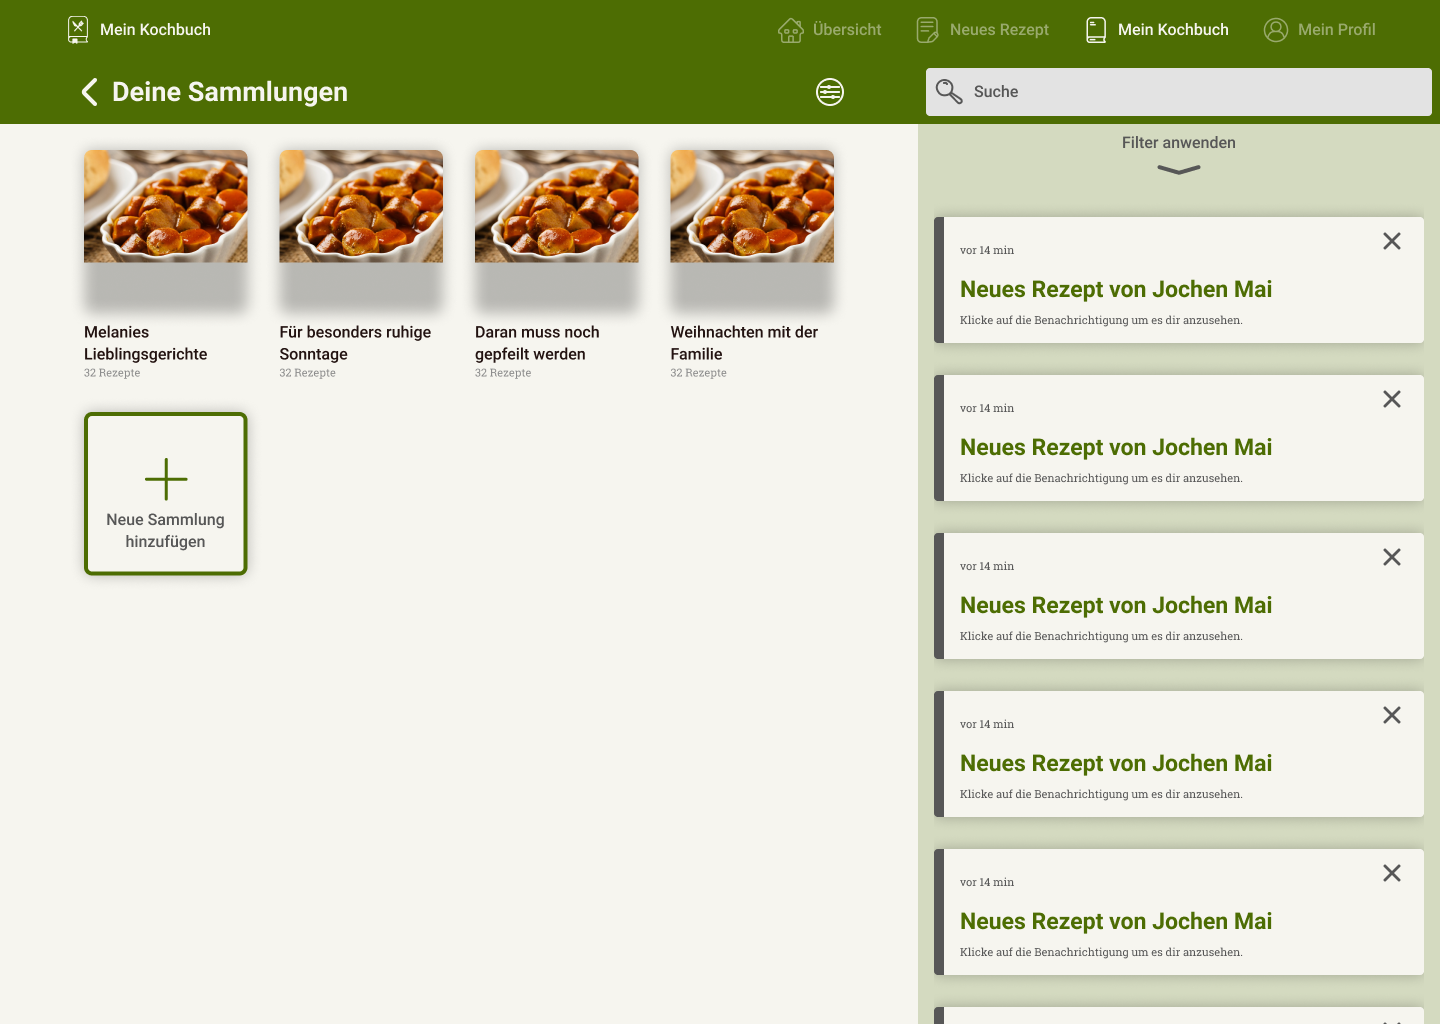 Mein Kochbuch
Übersicht
Neues Rezept
Mein Kochbuch
Mein Profil
Deine Sammlungen
Suche
Filter anwenden
Melanies
Lieblingsgerichte
32 Rezepte
Für besonders ruhige
Sonntage
32 Rezepte
Daran muss noch
gepfeilt werden
32 Rezepte
Weihnachten mit der
Familie
32 Rezepte
Neue Sammlung
hinzufügen
vor 14 min
Neues Rezept von Jochen Mai
Klicke auf die Benachrichtigung um es dir anzusehen.
vor 14 min
Neues Rezept von Jochen Mai
Klicke auf die Benachrichtigung um es dir anzusehen.
vor 14 min
Neues Rezept von Jochen Mai
Klicke auf die Benachrichtigung um es dir anzusehen.
vor 14 min
Neues Rezept von Jochen Mai
Klicke auf die Benachrichtigung um es dir anzusehen.
vor 14 min
Neues Rezept von Jochen Mai
Klicke auf die Benachrichtigung um es dir anzusehen.